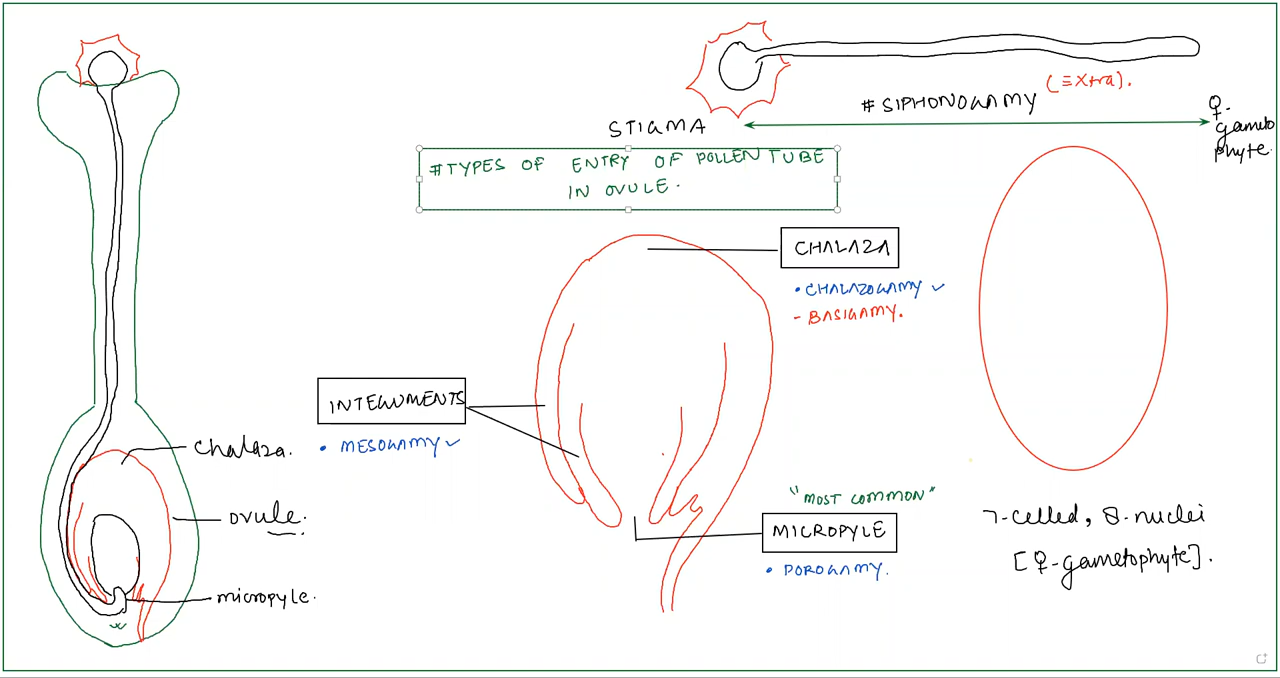 (Extra).
# SIPHONOGAMY
♀-
gameto
phyte.
STIGMA
# TYPES OF ENTRY OF POLLEN TUBE
IN OVULE.
CHALAZA
• CHALAZOGAMY ✓
- BASIGAMY.
INTEGUMENTS
• MESOGAMY ✓
chalaza.
ovule.
micropyle.
"MOST COMMON"
MICROPYLE
• POROGAMY.
7-celled, 8-nuclei
[♀-gametophyte].